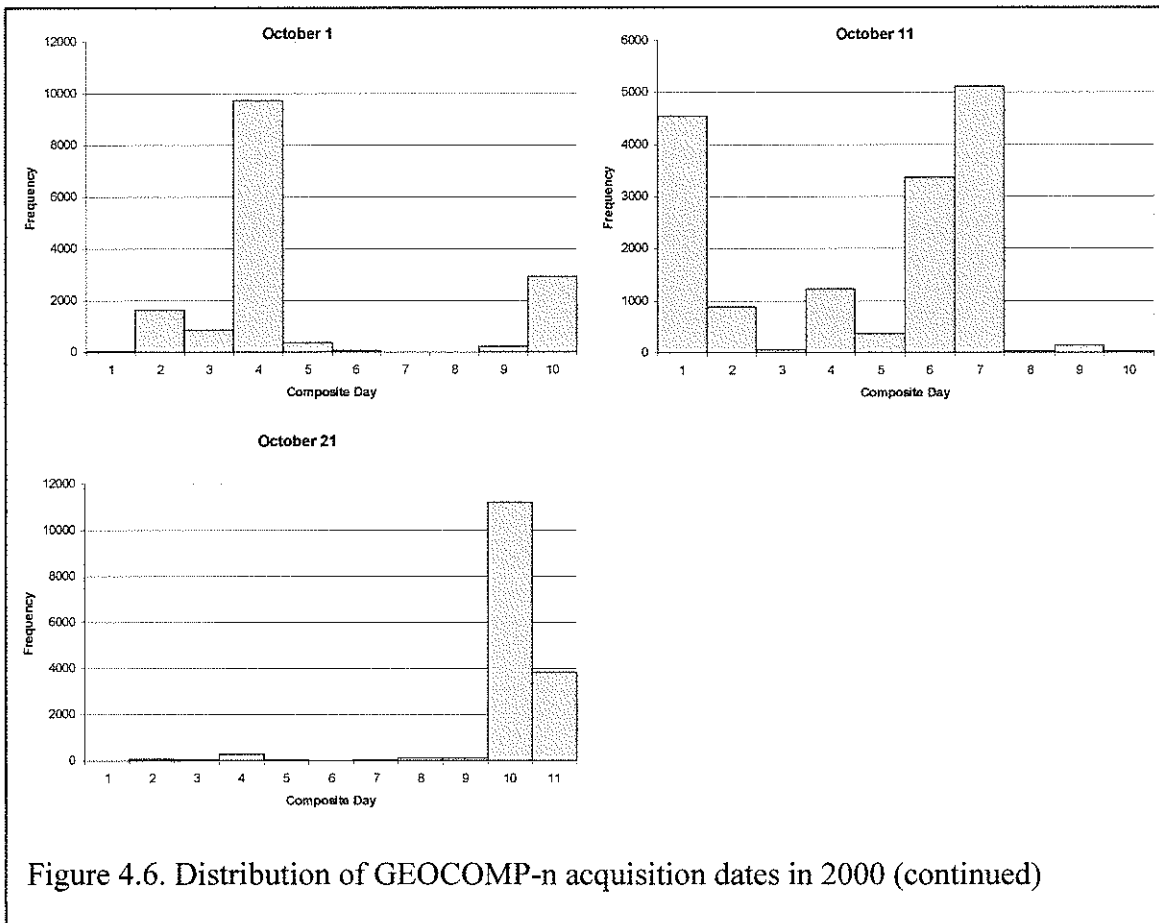 October 1
12000
10000
8000
6000
4000
2000
0
Frequency
1 2 3 4 5 6 7 8 9 10
Composite Day
October 11
6000
5000
4000
3000
2000
1000
0
Frequency
1 2 3 4 5 6 7 8 9 10
Composite Day
October 21
12000
10000
8000
6000
4000
2000
0
Frequency
1 2 3 4 5 6 7 8 9 10 11
Composite Day
Figure 4.6. Distribution of GEOCOMP-n acquisition dates in 2000 (continued)